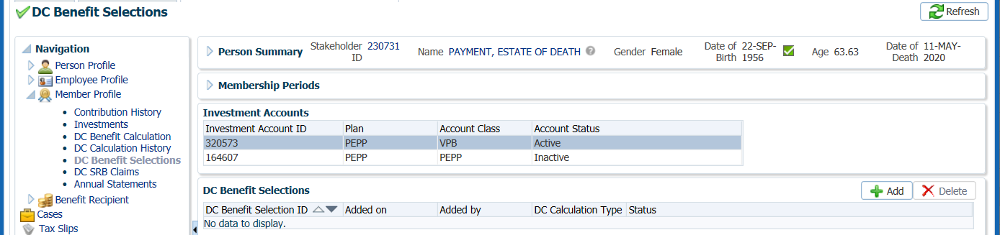 DC Benefit Selections
Refresh
Navigation
Person Profile
Employee Profile
Member Profile
Contribution History
Investments
DC Benefit Calculation
DC Calculation History
DC Benefit Selections
DC SRB Claims
Annual Statements
Benefit Recipient
Cases
Tax Slips
Person Summary Stakeholder ID 230731 Name PAYMENT, ESTATE OF DEATH Gender Female Date of Birth 22-SEP-1956 Age 63.63 Date of Death 11-MAY-2020
Membership Periods
Investment Accounts
Investment Account ID Plan Account Class Account Status
320573 PEPP VPB Active
164607 PEPP PEPP Inactive
DC Benefit Selections Add Delete
DC Benefit Selection ID Added on Added by DC Calculation Type Status
No data to display.